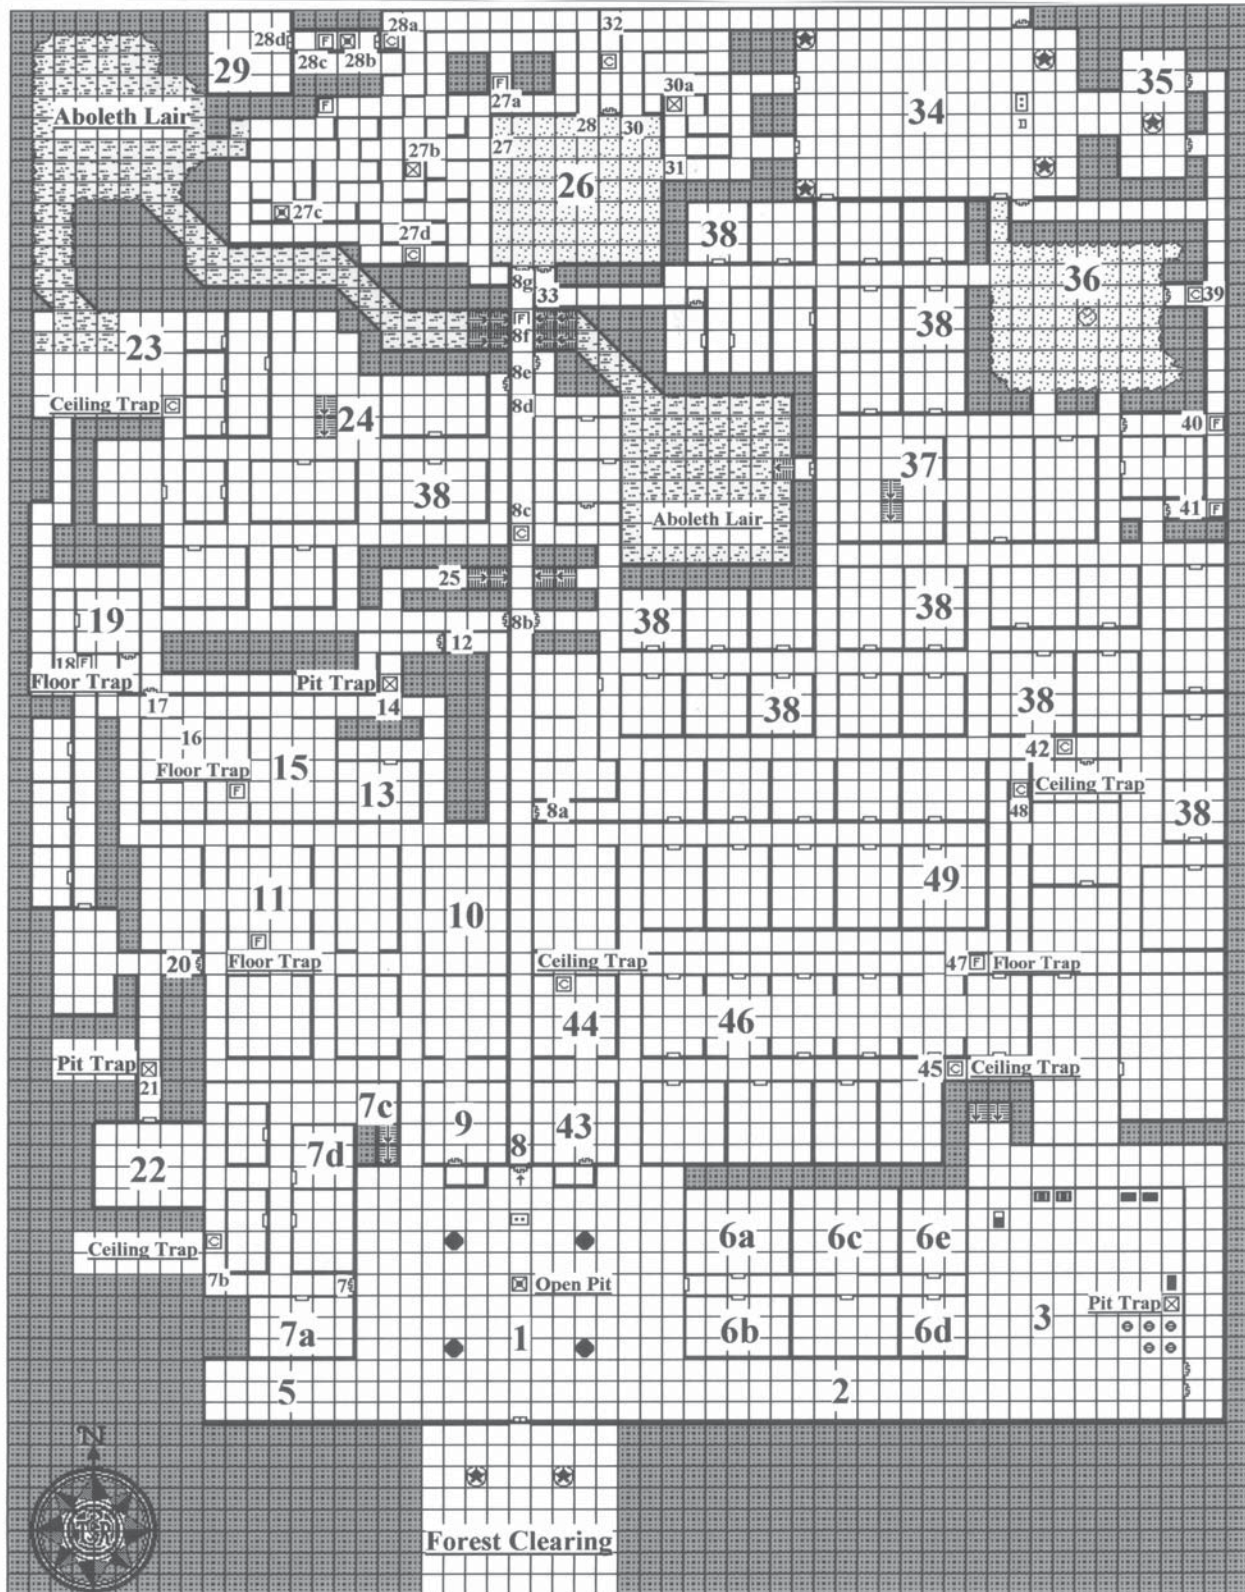 32
28a
28d F C
28c 28b C
29
35
F 30a
27a
F
34
Aboleth Lair
28 30
27
27b
31
26
27c
38
27d
C
8g
36
33
C 39
F
8f
38
23
8e
Ceiling Trap C
8d
24
40 F
37
38
8c
41 F
Aboleth Lair
C
25
38
19
38
8b
12
18 F
Floor Trap
Pit Trap
17
14
38
38
16
42 C
Floor Trap
15
Ceiling Trap
F
13
C
48
8a
38
49
11
10
F
20
Floor Trap
Ceiling Trap
47 F Floor Trap
C
44
46
Pit Trap
45 C Ceiling Trap
21
7c
9
43
8
7d
22
6a
6c
6e
C
Ceiling Trap
7b
7
Open Pit
Pit Trap
3
7a
1
6b
6d
5
2
N
TSR
Forest Clearing